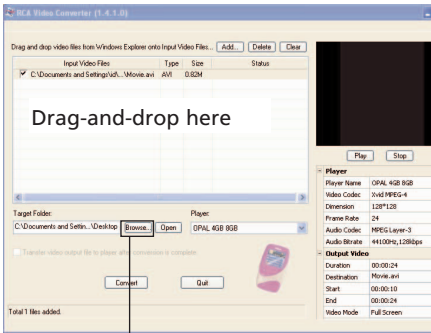 RCA Video Converter (1.4.1.0)
Drag and drop video files from Windows Explorer onto Input Video Files... Add... Delete Clear
Input Video Files Type Size Status
C:\Documents and Settings\id\...\Movie.avi AVI 0.82M
Drag-and-drop here
Target Folder: Player:
C:\Documents and Settin...\Desktop Browse... Open OPAL 4GB 8GB
Transfer video output file to player after conversion is complete
Convert Quit
Total 1 files added.
Play Stop
Player
Player Name OPAL 4GB 8GB
Video Codec Xvid MPEG-4
Dimension 128*128
Frame Rate 24
Audio Codec MPEG Layer-3
Audio Bitrate 44100Hz,128kbps
Output Video
Duration 00:00:24
Destination Movie.avi
Start 00:00:10
End 00:00:24
Video Mode Full Screen